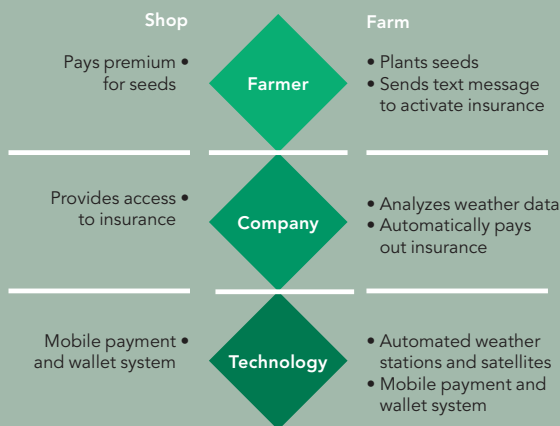 Shop
Farm
Pays premium •
for seeds
Farmer
• Plants seeds
• Sends text message
to activate insurance
Provides access •
to insurance
Company
• Analyzes weather data
• Automatically pays
out insurance
Mobile payment •
and wallet system
Technology
• Automated weather
stations and satellites
• Mobile payment and
wallet system